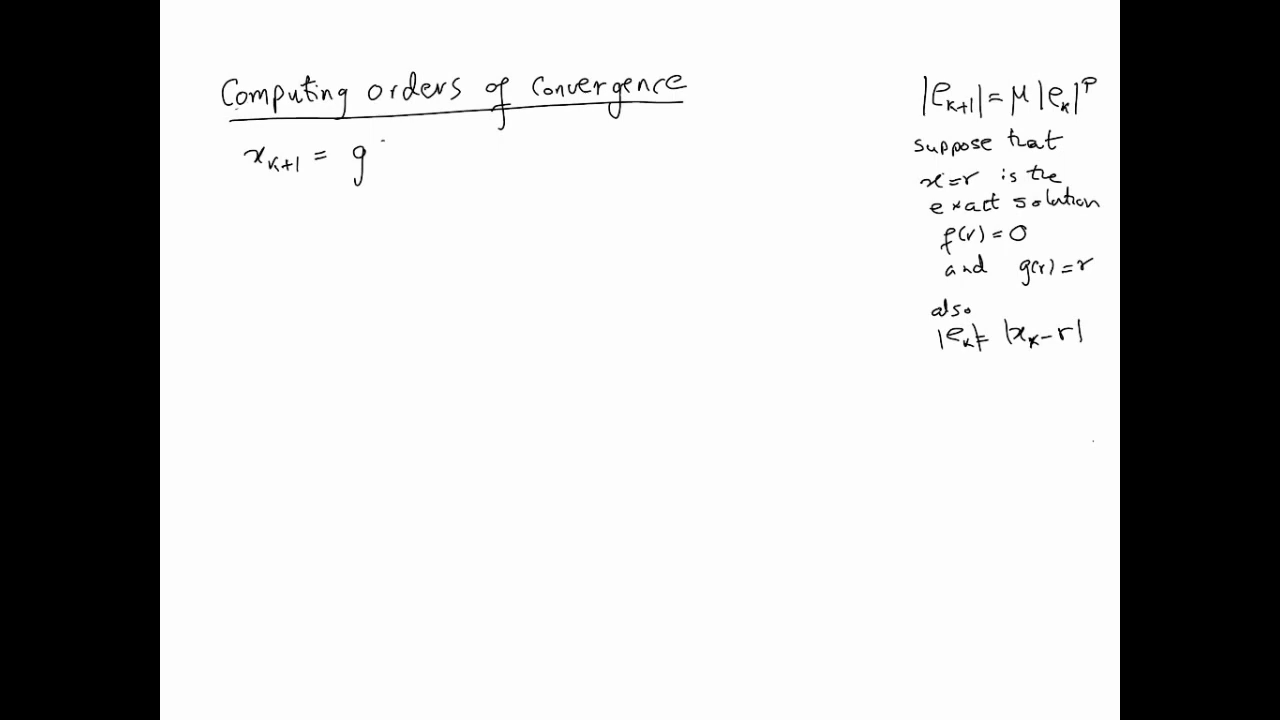 Computing orders of convergence
x_{k+1} = g
|e_{k+1}| = μ |e_k|^p
suppose that
x=r is the
exact solution
f(r) = 0
and g(r) = r
also
|e_k| = |x_k - r|